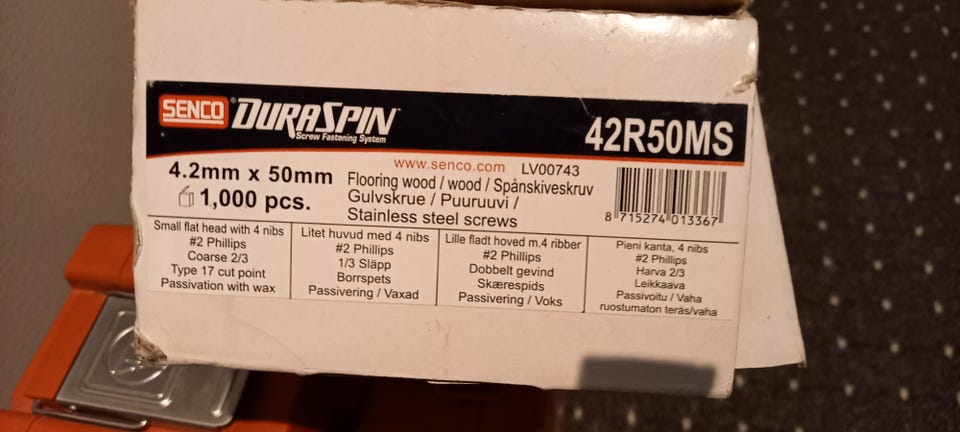 SENCO® DURASPIN™
Screw Fastening System
42R50MS
www.senco.com LV00743
4.2mm x 50mm
1,000 pcs.
Flooring wood / wood / Spånskiveskruv
Gulvskrue / Puuruuvi /
Stainless steel screws
8 715274 013367
Small flat head with 4 nibs
#2 Phillips
Coarse 2/3
Type 17 cut point
Passivation with wax
Litet huvud med 4 nibs
#2 Phillips
1/3 Släpp
Borrspets
Passivering / Vaxad
Lille fladt hoved m.4 ribber
#2 Phillips
Dobbelt gevind
Skærespids
Passivering / Voks
Pieni kanta, 4 nibs
#2 Phillips
Harva 2/3
Leikkaava
Passivoitu / Vaha
ruostumaton teräs/vaha